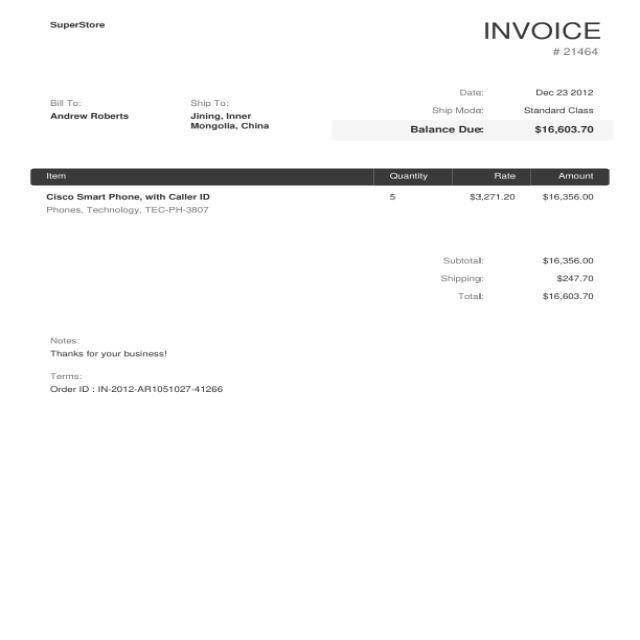 SuperStore
INVOICE
# 21464
Date: Dec 23 2012
Ship Mode: Standard Class
Balance Due: $16,603.70
Bill To:
Andrew Roberts
Ship To:
Jining, Inner
Mongolia, China
Item Quantity Rate Amount
Cisco Smart Phone, with Caller ID 5 $3,271.20 $16,356.00
Phones, Technology, TEC-PH-3807
Subtotal: $16,356.00
Shipping: $247.70
Total: $16,603.70
Notes:
Thanks for your business!
Terms:
Order ID : IN-2012-AR1051027-41266